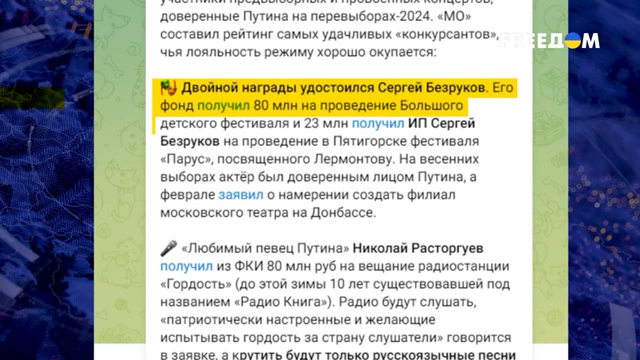 участники предвыборных и провоенных концертов,
доверенные Путина на перевыборах-2024. «МО»
составил рейтинг самых удачливых «конкурсантов»,
чья лояльность режиму хорошо окупается:
FREEDOM
Двойной награды удостоился Сергей Безруков. Его
фонд получил 80 млн на проведение Большого
детского фестиваля и 23 млн получил ИП Сергей
Безруков на проведение в Пятигорске фестиваля
«Парус», посвященного Лермонтову. На весенних
выборах актёр был доверенным лицом Путина, а
феврале заявил о намерении создать филиал
московского театра на Донбассе.
«Любимый певец Путина» Николай Расторгуев
получил из ФКИ 80 млн руб на вещание радиостанции
«Гордость» (до этой зимы 10 лет существовавшей под
названием «Радио Книга»). Радио будут слушать,
«патриотически настроенные и желающие
испытывать гордость за страну слушатели» говорится
в заявке, а крутить будут только русскоязычные песни